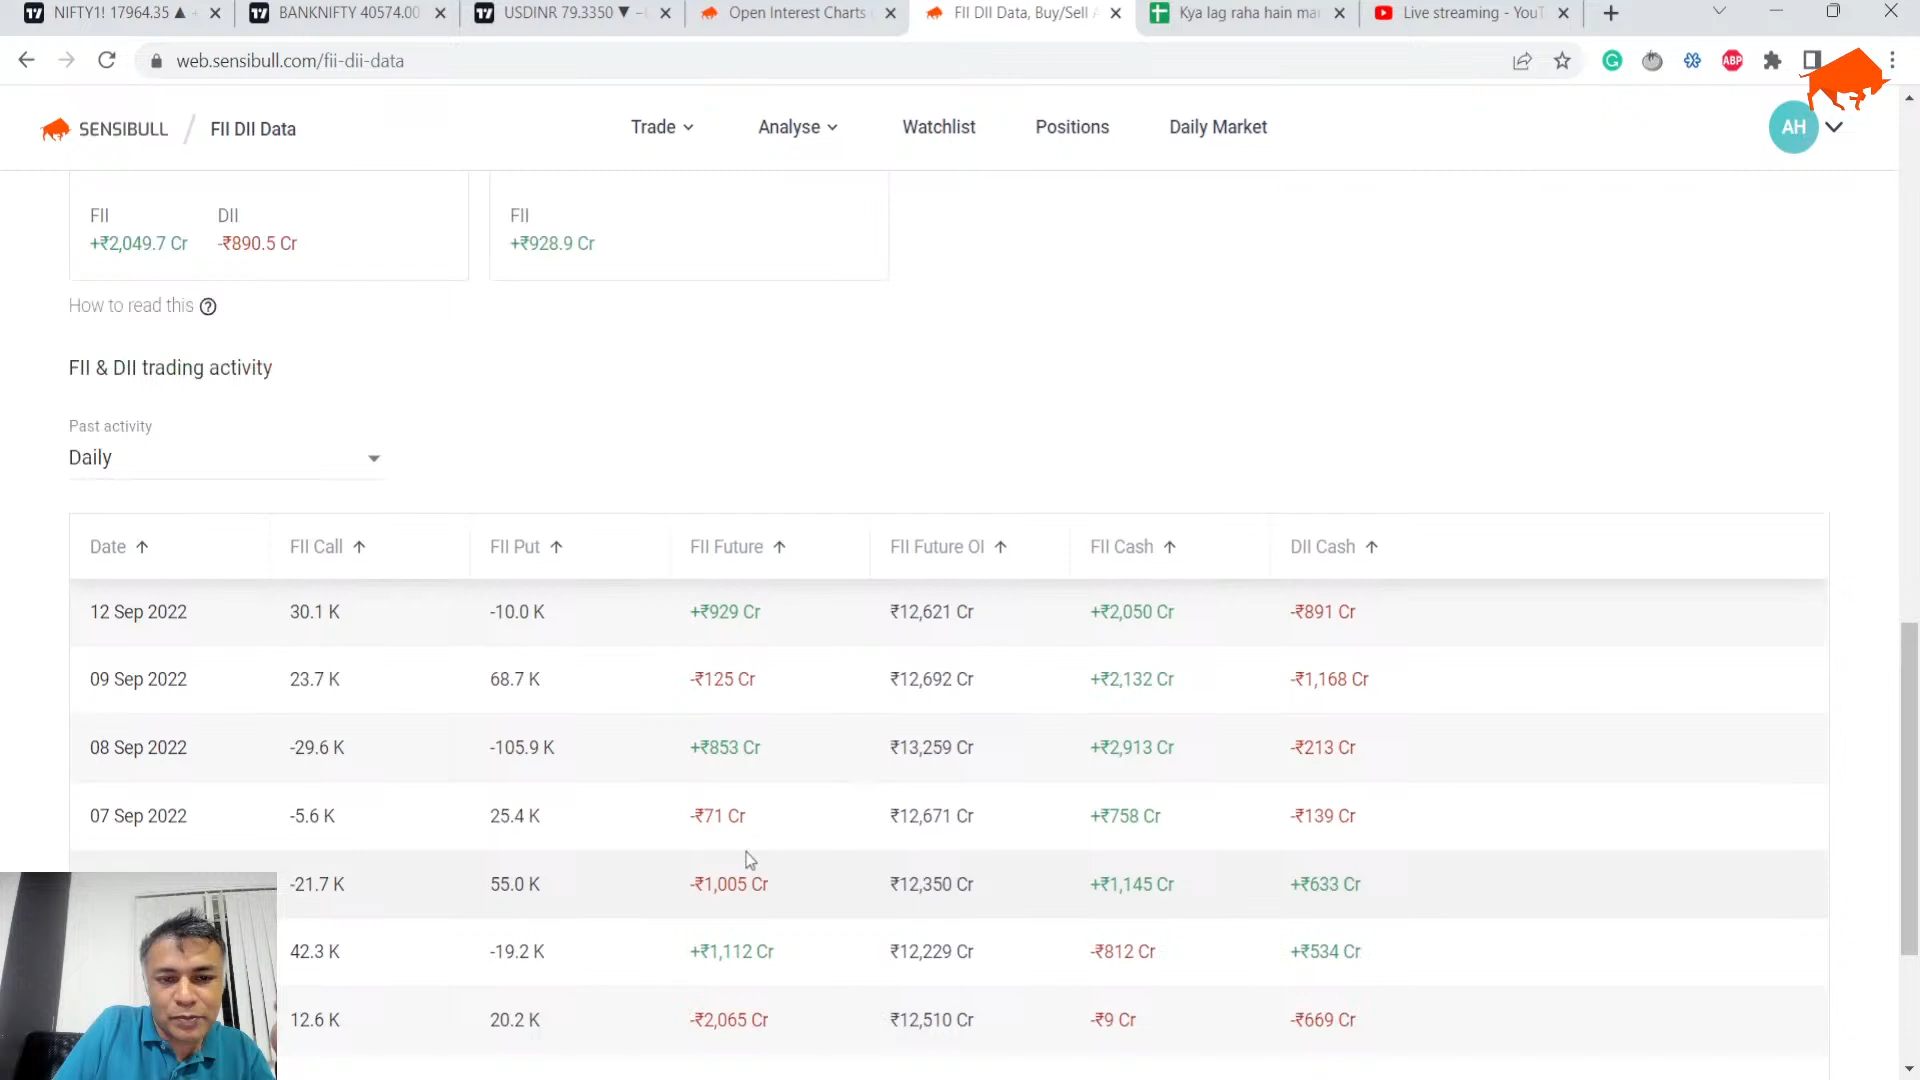 NIFTY1! 17964.35 ▲
BANKNIFTY 40574.00
USDINR 79.3350 ▼
Open Interest Charts
FII DII Data, Buy/Sell
Kya lag raha hain
Live streaming - YouT
web.sensibull.com/fii-dii-data
ABP
SENSIBULL / FII DII Data
Trade
Analyse
Watchlist
Positions
Daily Market
AH
FII DII
+₹2,049.7 Cr -₹890.5 Cr
FII
+₹928.9 Cr
How to read this
FII & DII trading activity
Past activity
Daily
Date ↑ FII Call ↑ FII Put ↑ FII Future ↑ FII Future OI ↑ FII Cash ↑ DII Cash ↑
12 Sep 2022 30.1 K -10.0 K +₹929 Cr ₹12,621 Cr +₹2,050 Cr -₹891 Cr
09 Sep 2022 23.7 K 68.7 K -₹125 Cr ₹12,692 Cr +₹2,132 Cr -₹1,168 Cr
08 Sep 2022 -29.6 K -105.9 K +₹853 Cr ₹13,259 Cr +₹2,913 Cr -₹213 Cr
07 Sep 2022 -5.6 K 25.4 K -₹71 Cr ₹12,671 Cr +₹758 Cr -₹139 Cr
-21.7 K 55.0 K -₹1,005 Cr ₹12,350 Cr +₹1,145 Cr +₹633 Cr
42.3 K -19.2 K +₹1,112 Cr ₹12,229 Cr -₹812 Cr +₹534 Cr
12.6 K 20.2 K -₹2,065 Cr ₹12,510 Cr -₹9 Cr -₹669 Cr